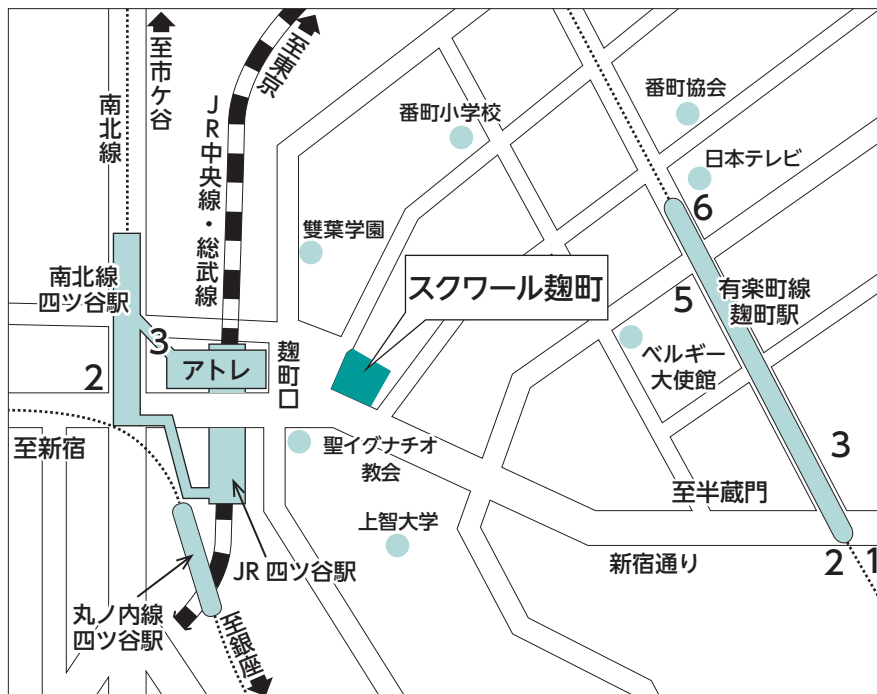 至市ケ谷
南北線
JR中央線・総武線
至東京
番町小学校
番町協会
日本テレビ
6
雙葉学園
南北線
四ツ谷駅
スクワール麹町
有楽町線
麹町駅
5
3
2
アトレ
麹町口
ベルギー
大使館
至新宿
聖イグナチオ
教会
3
至半蔵門
上智大学
新宿通り
2
1
JR 四ツ谷駅
丸ノ内線
四ツ谷駅
至銀座